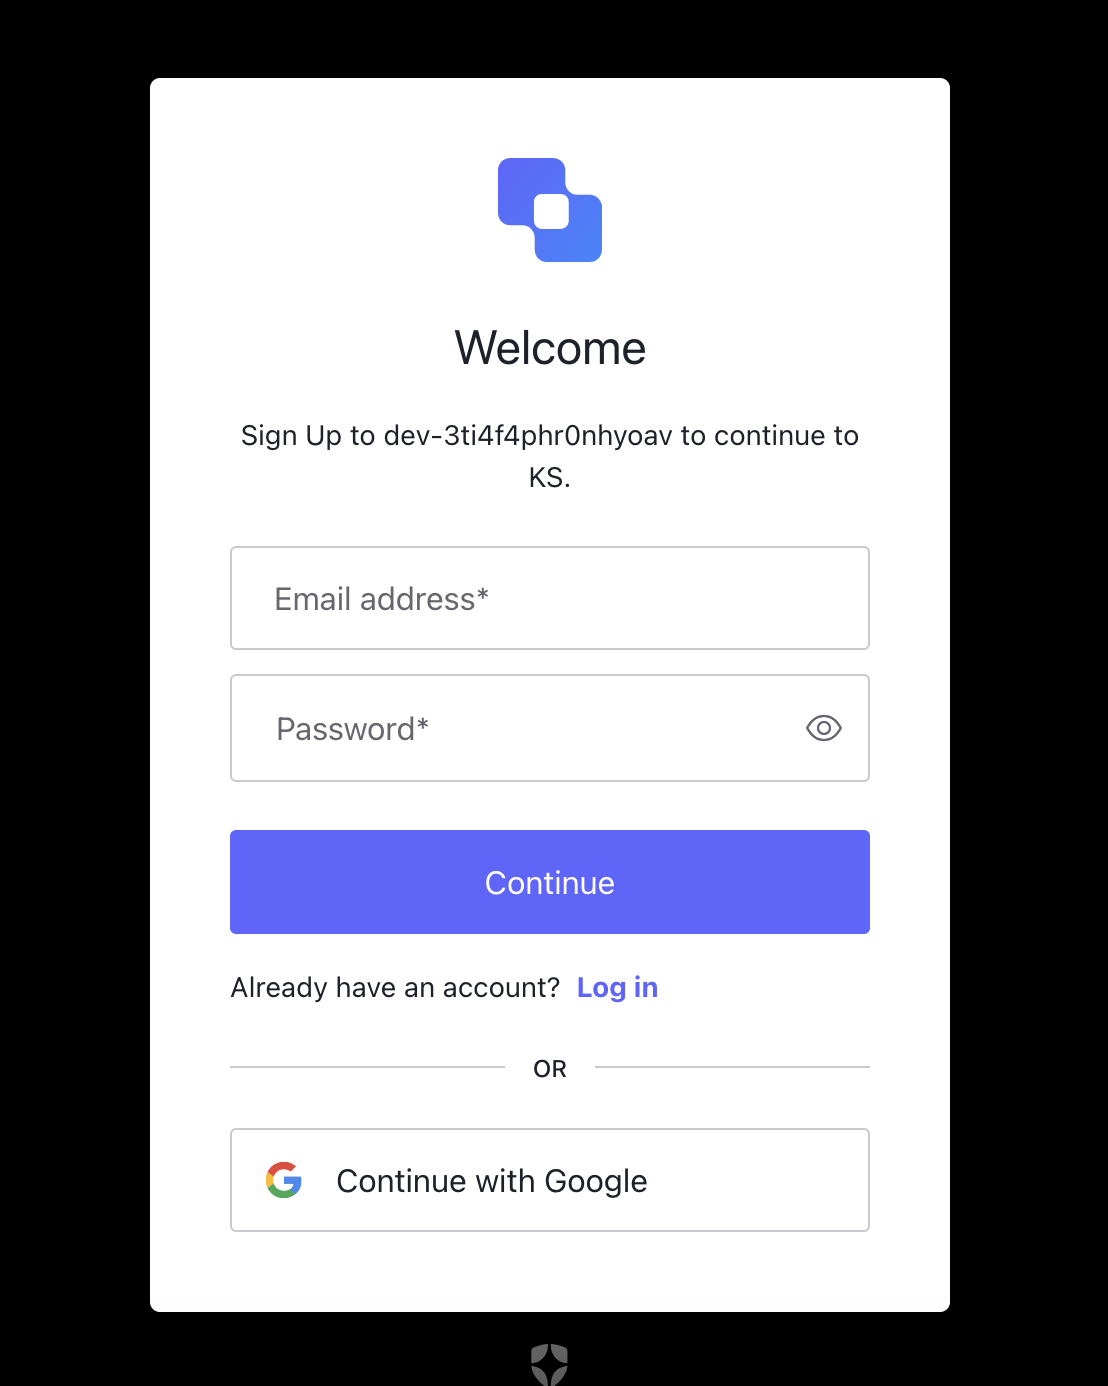 Welcome
Sign Up to dev-3ti4f4phr0nhyoav to continue to
KS.
Email address*
Password*
Continue
Already have an account? Log in
OR
Continue with Google